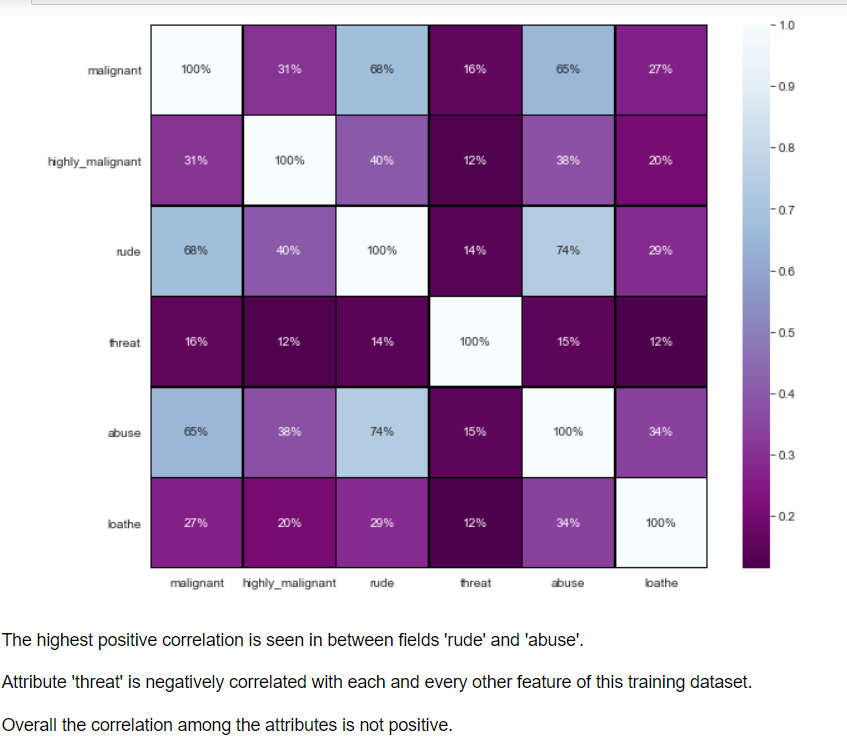 malignant 100% 31% 68% 16% 65% 27%
highly_malignant 31% 100% 40% 12% 38% 20%
rude 68% 40% 100% 14% 74% 29%
threat 16% 12% 14% 100% 15% 12%
abuse 65% 38% 74% 15% 100% 34%
loathe 27% 20% 29% 12% 34% 100%
malignant highly_malignant rude threat abuse loathe
1.0
0.9
0.8
0.7
0.6
0.5
0.4
0.3
0.2
The highest positive correlation is seen in between fields 'rude' and 'abuse'.
Attribute 'threat' is negatively correlated with each and every other feature of this training dataset.
Overall the correlation among the attributes is not positive.